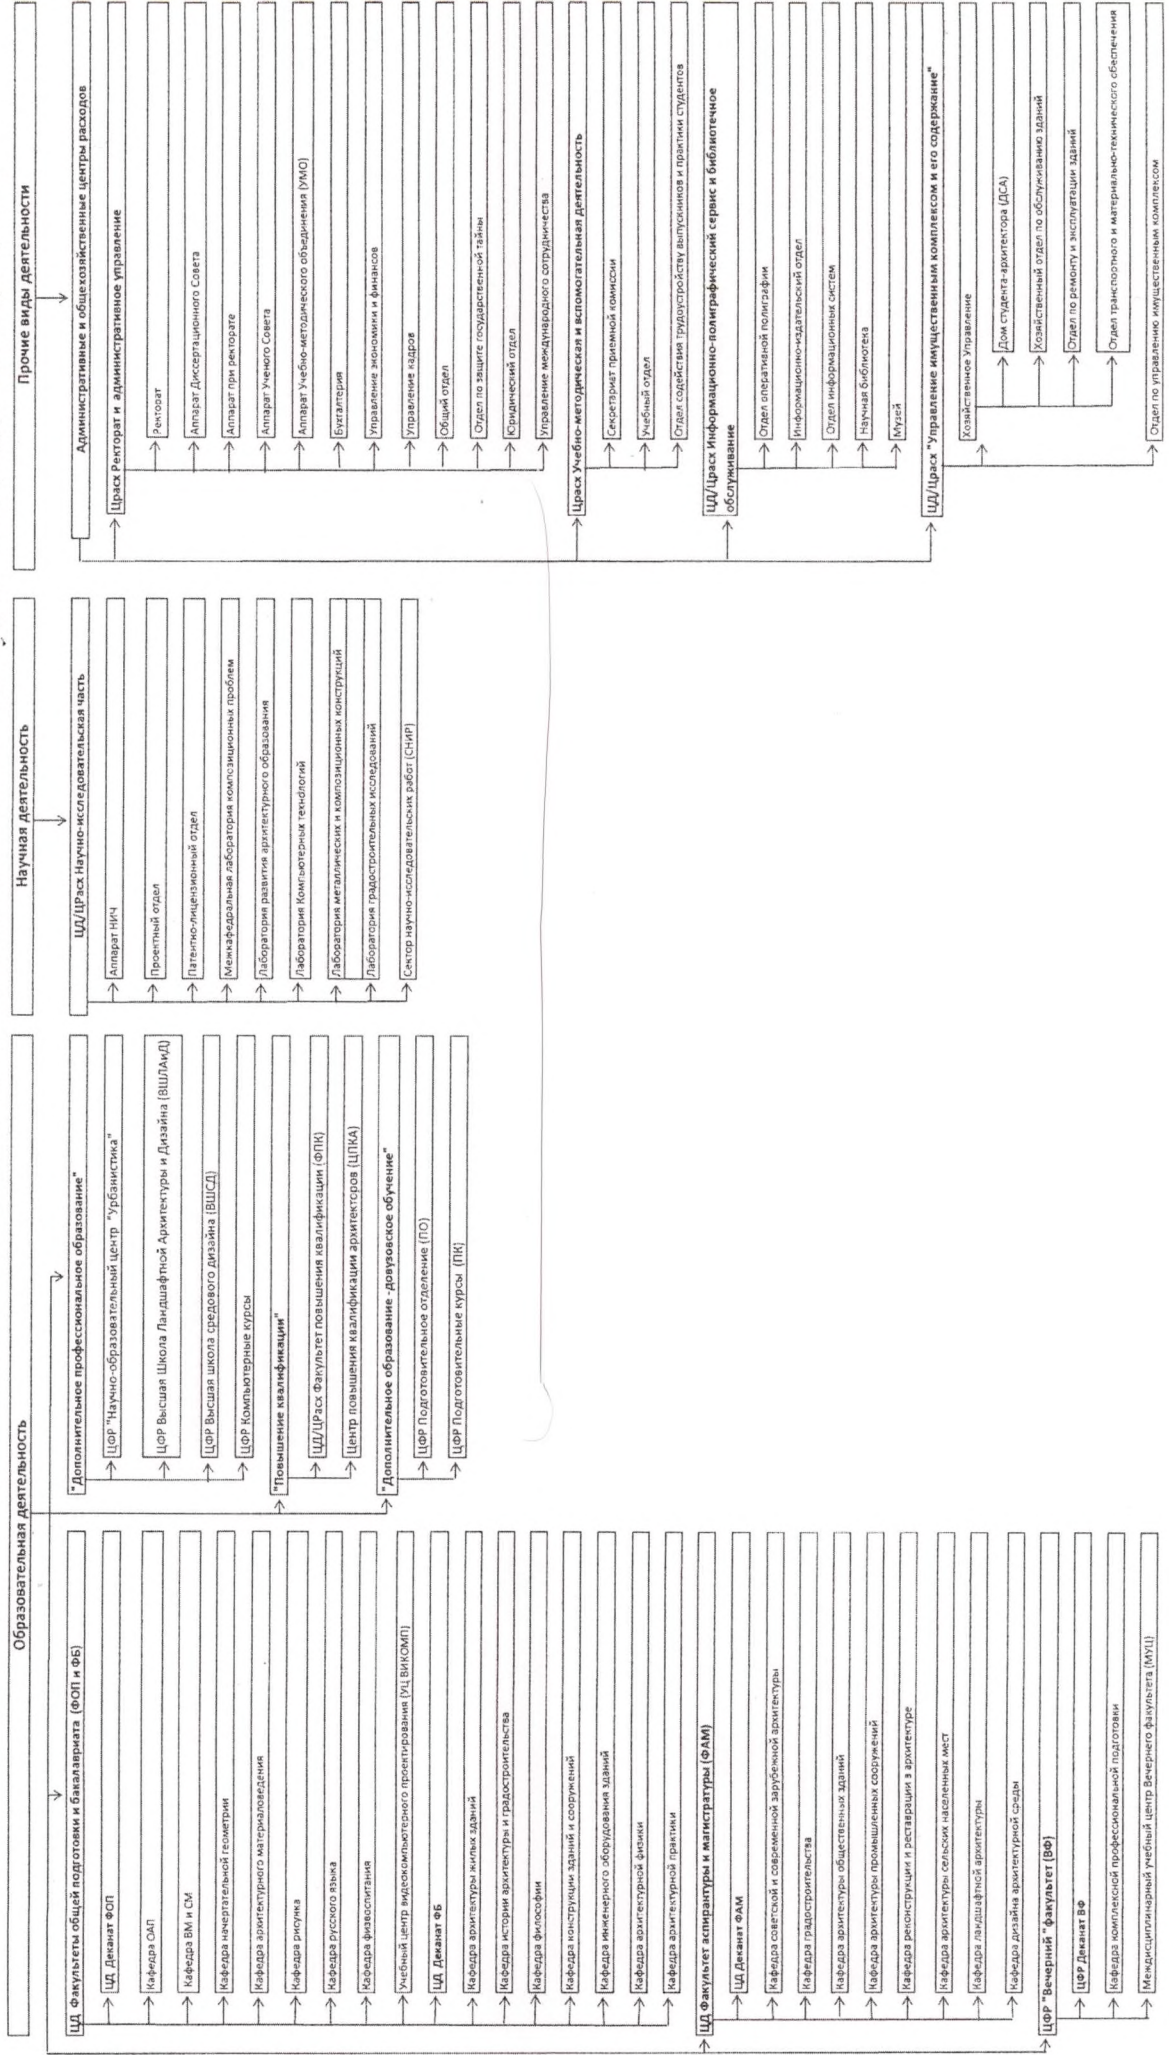 Образовательная деятельность
ЦД Факультеты общей подготовки и бакалавриата (ФОП и ФБ)
ЦД Деканат ФОП
Кафедра ОАП
Кафедра ВМ и СМ
Кафедра начертательной геометрии
Кафедра архитектурного материаловедения
Кафедра рисунка
Кафедра русского языка
Кафедра физвоспитания
Учебный центр видеокомпьютерного проектирования (УЦ ВИКОМП)
ЦД Деканат ФБ
Кафедра архитектуры жилых зданий
Кафедра истории архитектуры и градостроительства
Кафедра философии
Кафедра конструкции зданий и сооружений
Кафедра инженерного оборудования зданий
Кафедра архитектурной физики
Кафедра архитектурной практики
ЦД Факультет аспирантуры и магистратуры (ФАМ)
ЦД Деканат ФАМ
Кафедра советской и современной зарубежной архитектуры
Кафедра градостроительства
Кафедра архитектуры общественных зданий
Кафедра архитектуры промышленных сооружений
Кафедра реконструкции и реставрации в архитектуре
Кафедра архитектуры сельских населенных мест
Кафедра ландшафтной архитектуры
Кафедра дизайна архитектурной среды
ЦФР "Вечерний "факультет (ВФ)
ЦФР Деканат ВФ
Кафедра комплексной профессиональной подготовки
Междисциплинарный учебный центр Вечернего факультета (МУЦ)
"Дополнительное профессиональное образование"
ЦФР "Научно-образовательный центр "Урбанистика"
ЦФР Высшая Школа Ландшафтной Архитектуры и Дизайна (ВШЛАиД)
ЦФР Высшая школа средового дизайна (ВШСД)
ЦФР Компьютерные курсы
"Повышение квалификации"
ЦД/ЦРасх Факультет повышения квалификации (ФПК)
Центр повышения квалификации архитекторов (ЦПКА)
"Дополнительное образование -довузовское обучение"
ЦФР Подготовительное отделение (ПО)
ЦФР Подготовительные курсы (ПК)
Научная деятельность
ЦД/ЦРасх Научно-исследовательская часть
Аппарат НИЧ
Проектный отдел
Патентно-лицензионный отдел
Межкафедральная лаборатория композиционных проблем
Лаборатория развития архитектурного образования
Лаборатория Компьютерных технологий
Лаборатория металлических и композиционных конструкций
Лаборатория градостроительных исследований
Сектор научно-исследовательских работ (СНИР)
Прочие виды деятельности
Административные и общехозяйственные центры расходов
Црасх Ректорат и административное управление
Ректорат
Аппарат Диссертационного Совета
Аппарат при ректорате
Аппарат Ученого Совета
Аппарат Учебно-методического объединения (УМО)
Бухгалтерия
Управление экономики и финансов
Управление кадров
Общий отдел
Отдел по защите государственной тайны
Юридический отдел
Управление международного сотрудничества
Црасх Учебно-методическая и вспомогательная деятельность
Секретариат приемной комиссии
Учебный отдел
Отдел содействия трудоустройству выпускников и практики студентов
ЦД/Црасх Информационно-полиграфический сервис и библиотечное
обслуживание
Отдел оперативной полиграфии
Информационно-издательский отдел
Отдел информационных систем
Научная библиотека
Музей
ЦД/Црасх "Управление имущественным комплексом и его содержание"
Хозяйственное Управление
Дом студента-архитектора (ДСА)
Хозяйственный отдел по обслуживанию зданий
Отдел по ремонту и эксплуатации зданий
Отдел транспортного и материально-технического обеспечения
Отдел по управлению имущественным комплексом